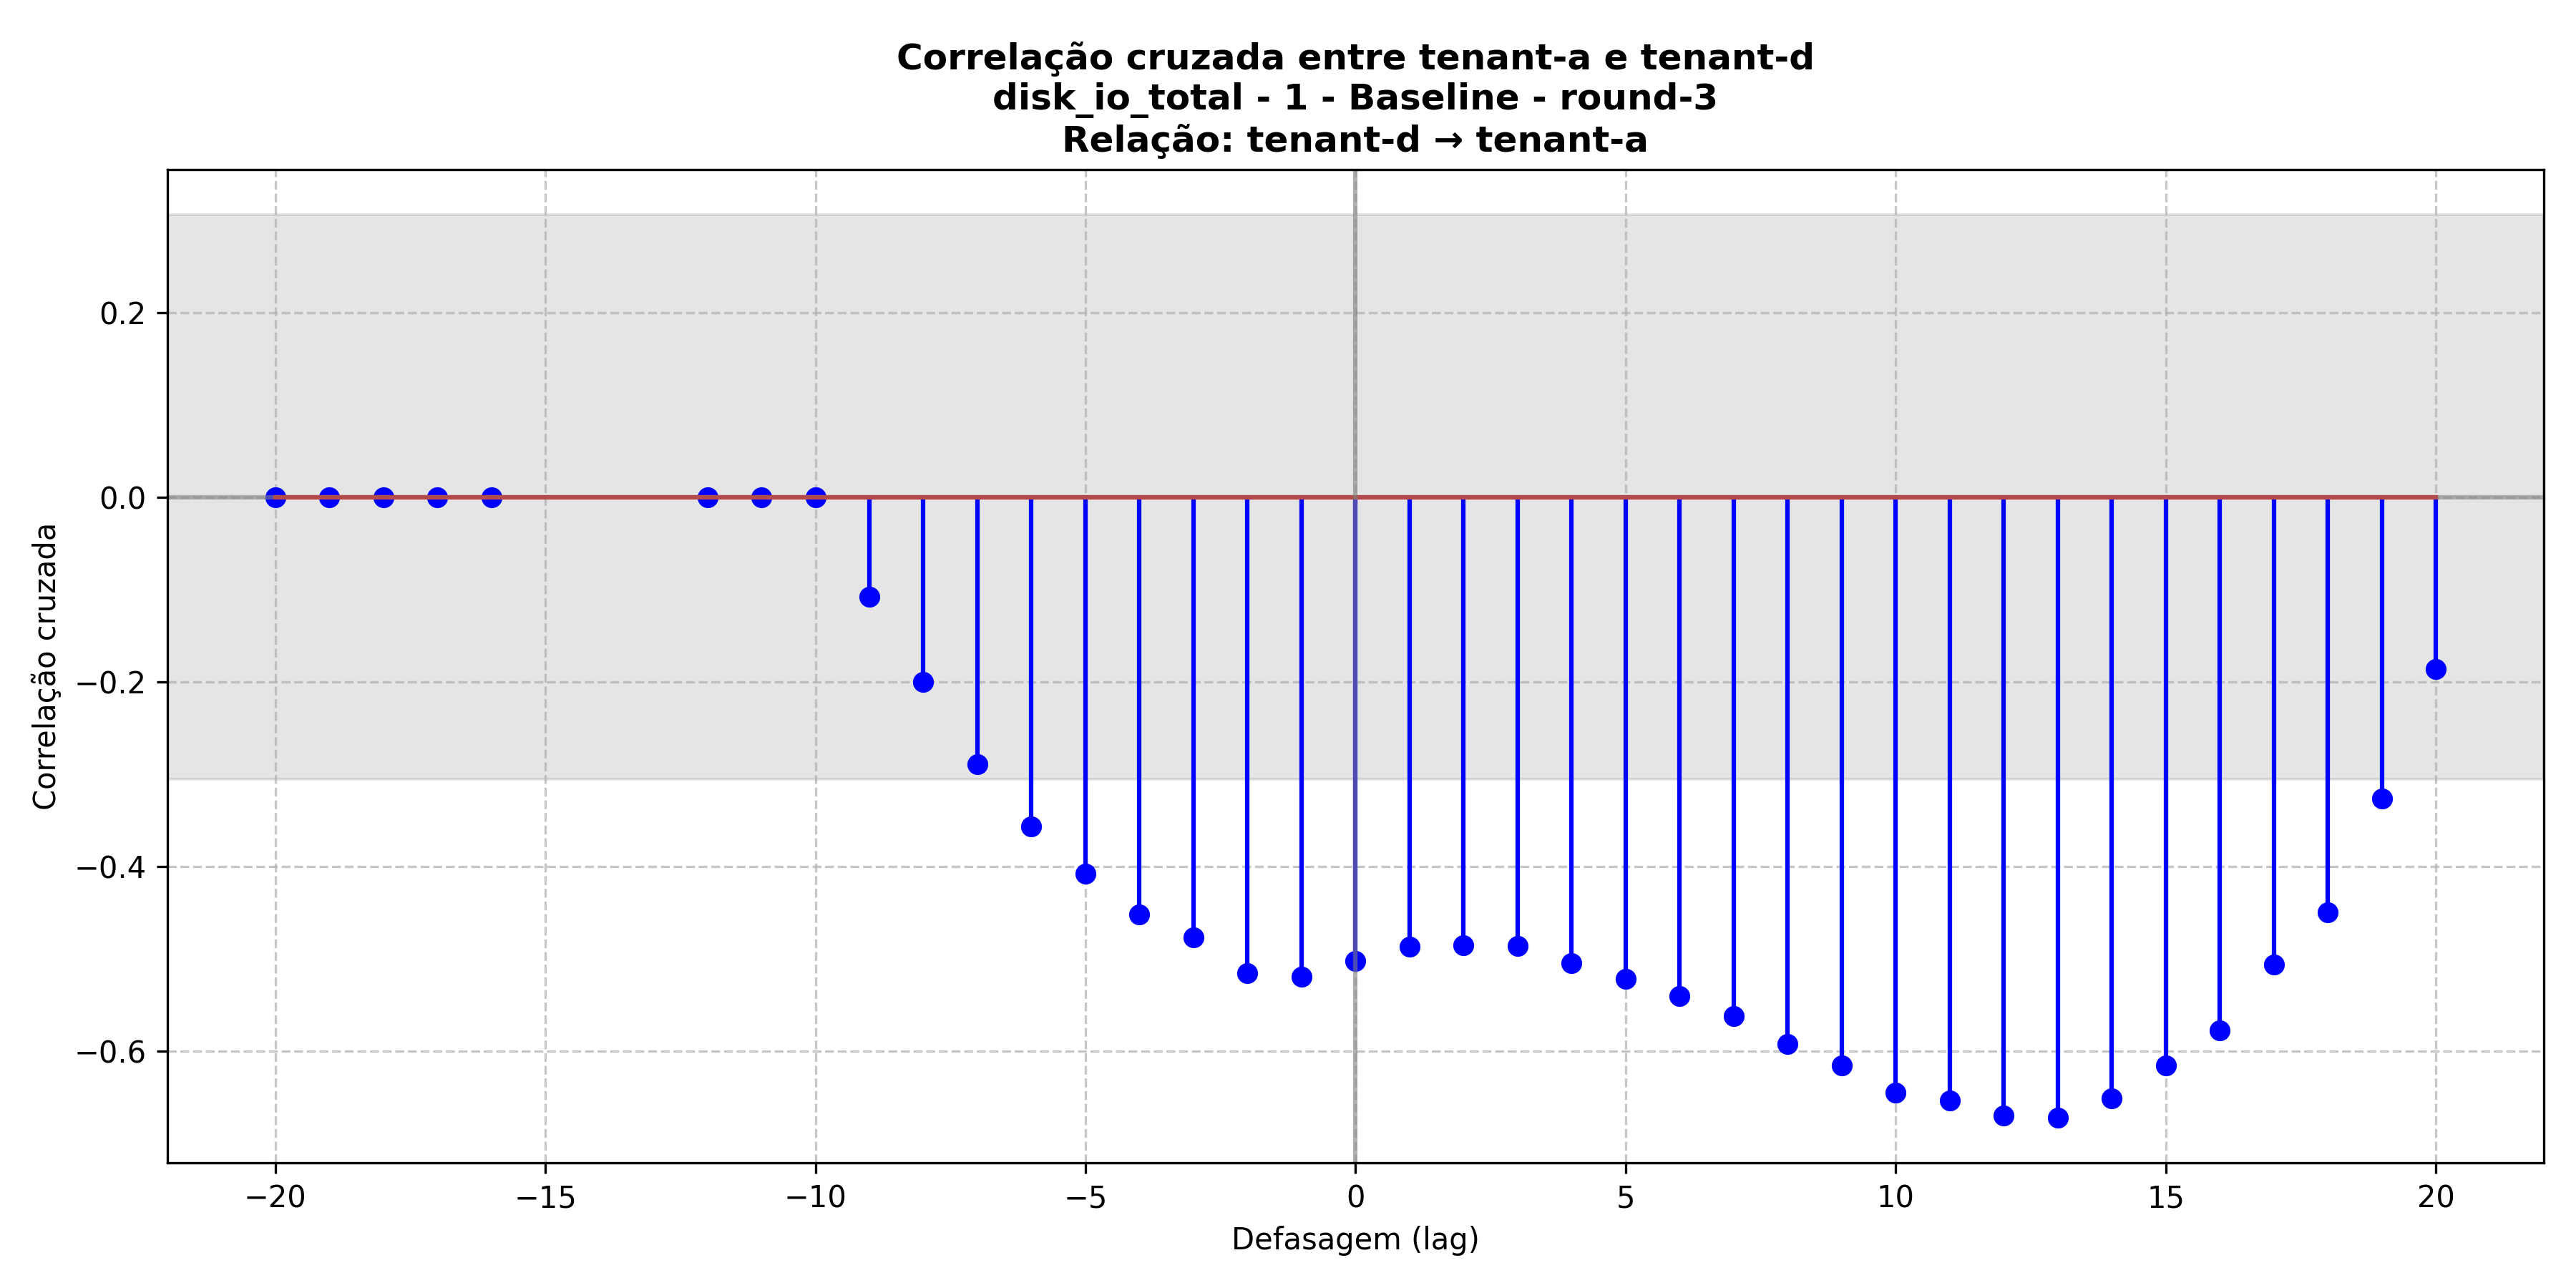 Correlação cruzada entre tenant-a e tenant-d
disk_io_total - 1 - Baseline - round-3
Relação: tenant-d → tenant-a
0.2
0.0
−0.2
−0.4
−0.6
Correlação cruzada
−20 −15 −10 −5 0 5 10 15 20
Defasagem (lag)